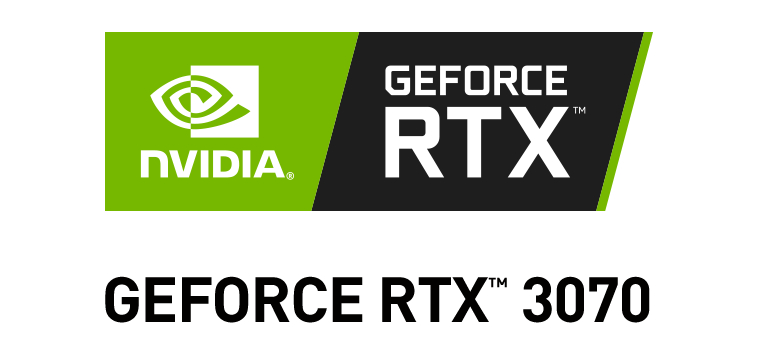 NVIDIA®
GEFORCE
RTX™
GEFORCE RTX™ 3070